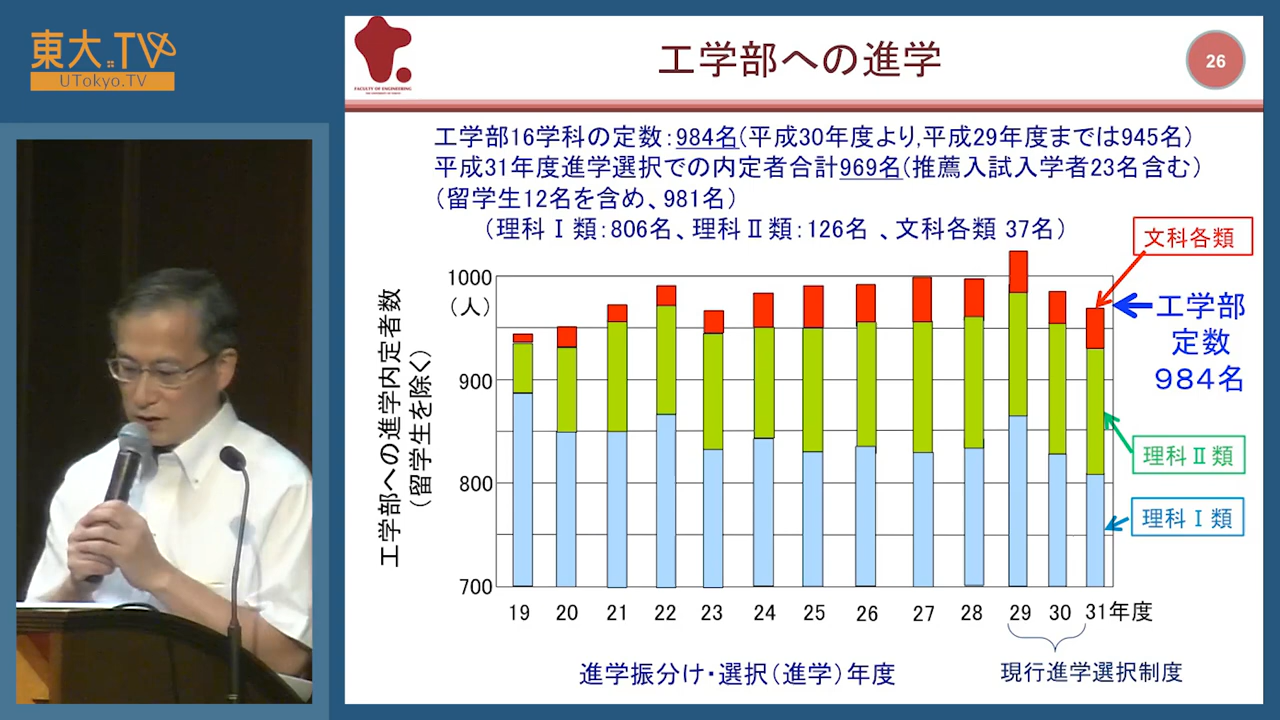 東大.TV
UTokyo.TV
FACULTY OF ENGINEERING
工学部への進学
26
工学部16学科の定数：984名(平成30年度より,平成29年度までは945名)
平成31年度進学選択での内定者合計969名(推薦入試入学者23名含む)
(留学生12名を含め、981名)
(理科Ⅰ類：806名、理科Ⅱ類：126名 、文科各類 37名)
文科各類
工学部
定数
984名
理科Ⅱ類
理科Ⅰ類
工学部への進学内定者数
(留学生を除く)
1000
(人)
900
800
700
19 20 21 22 23 24 25 26 27 28 29 30 31年度
進学振分け・選択(進学)年度
現行進学選択制度